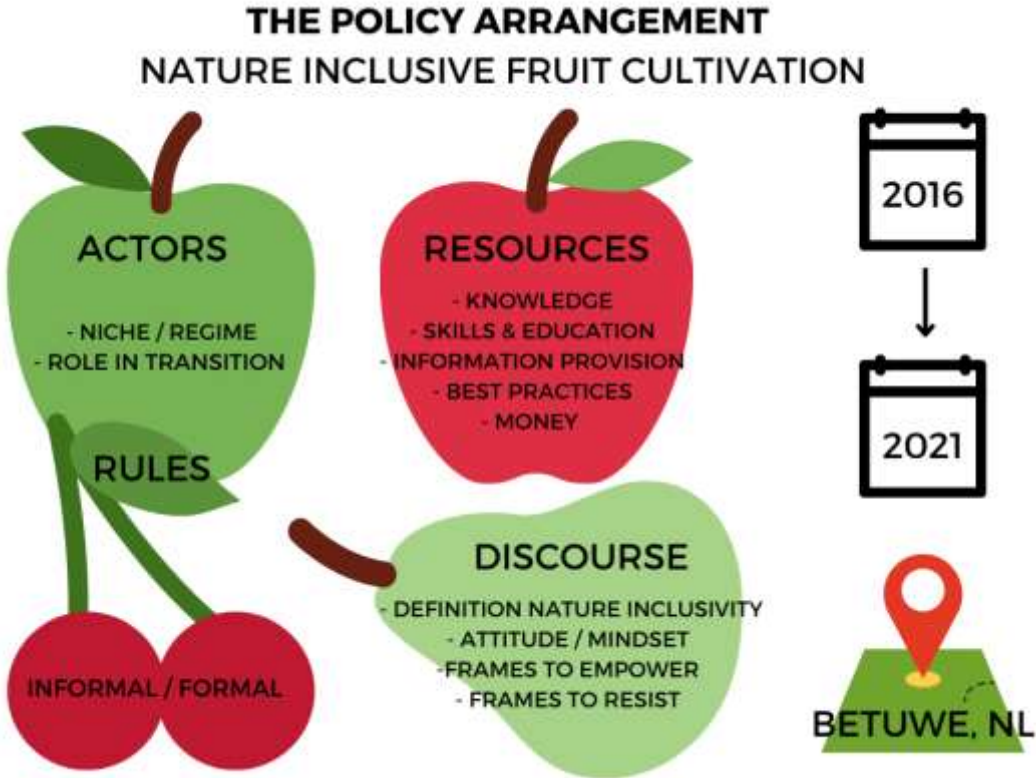 THE POLICY ARRANGEMENT
NATURE INCLUSIVE FRUIT CULTIVATION
ACTORS
- NICHE / REGIME
- ROLE IN TRANSITION
RESOURCES
- KNOWLEDGE
- SKILLS & EDUCATION
- INFORMATION PROVISION
- BEST PRACTICES
- MONEY
2016
2021
RULES
INFORMAL / FORMAL
DISCOURSE
- DEFINITION NATURE INCLUSIVITY
- ATTITUDE / MINDSET
-FRAMES TO EMPOWER
- FRAMES TO RESIST
BETUWE, NL